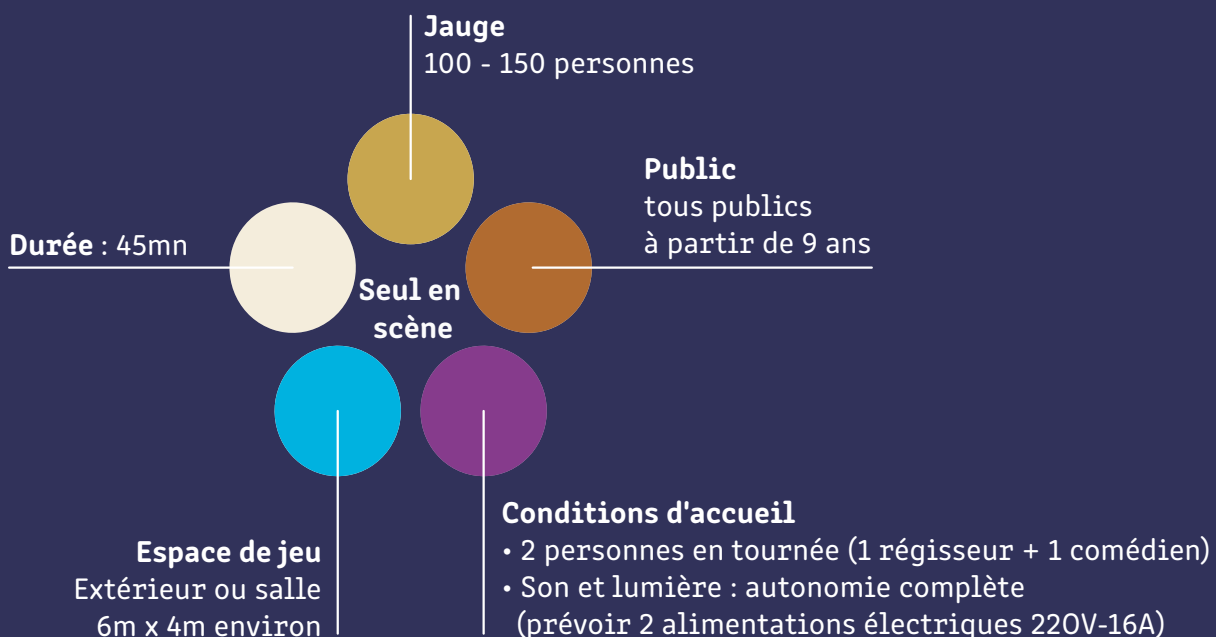 Jauge
100 - 150 personnes
Public
tous publics
à partir de 9 ans
Durée : 45mn
Seul en
scène
Espace de jeu
Extérieur ou salle
6m x 4m environ
Conditions d'accueil
• 2 personnes en tournée (1 régisseur + 1 comédien)
• Son et lumière : autonomie complète
(prévoir 2 alimentations électriques 220V-16A)